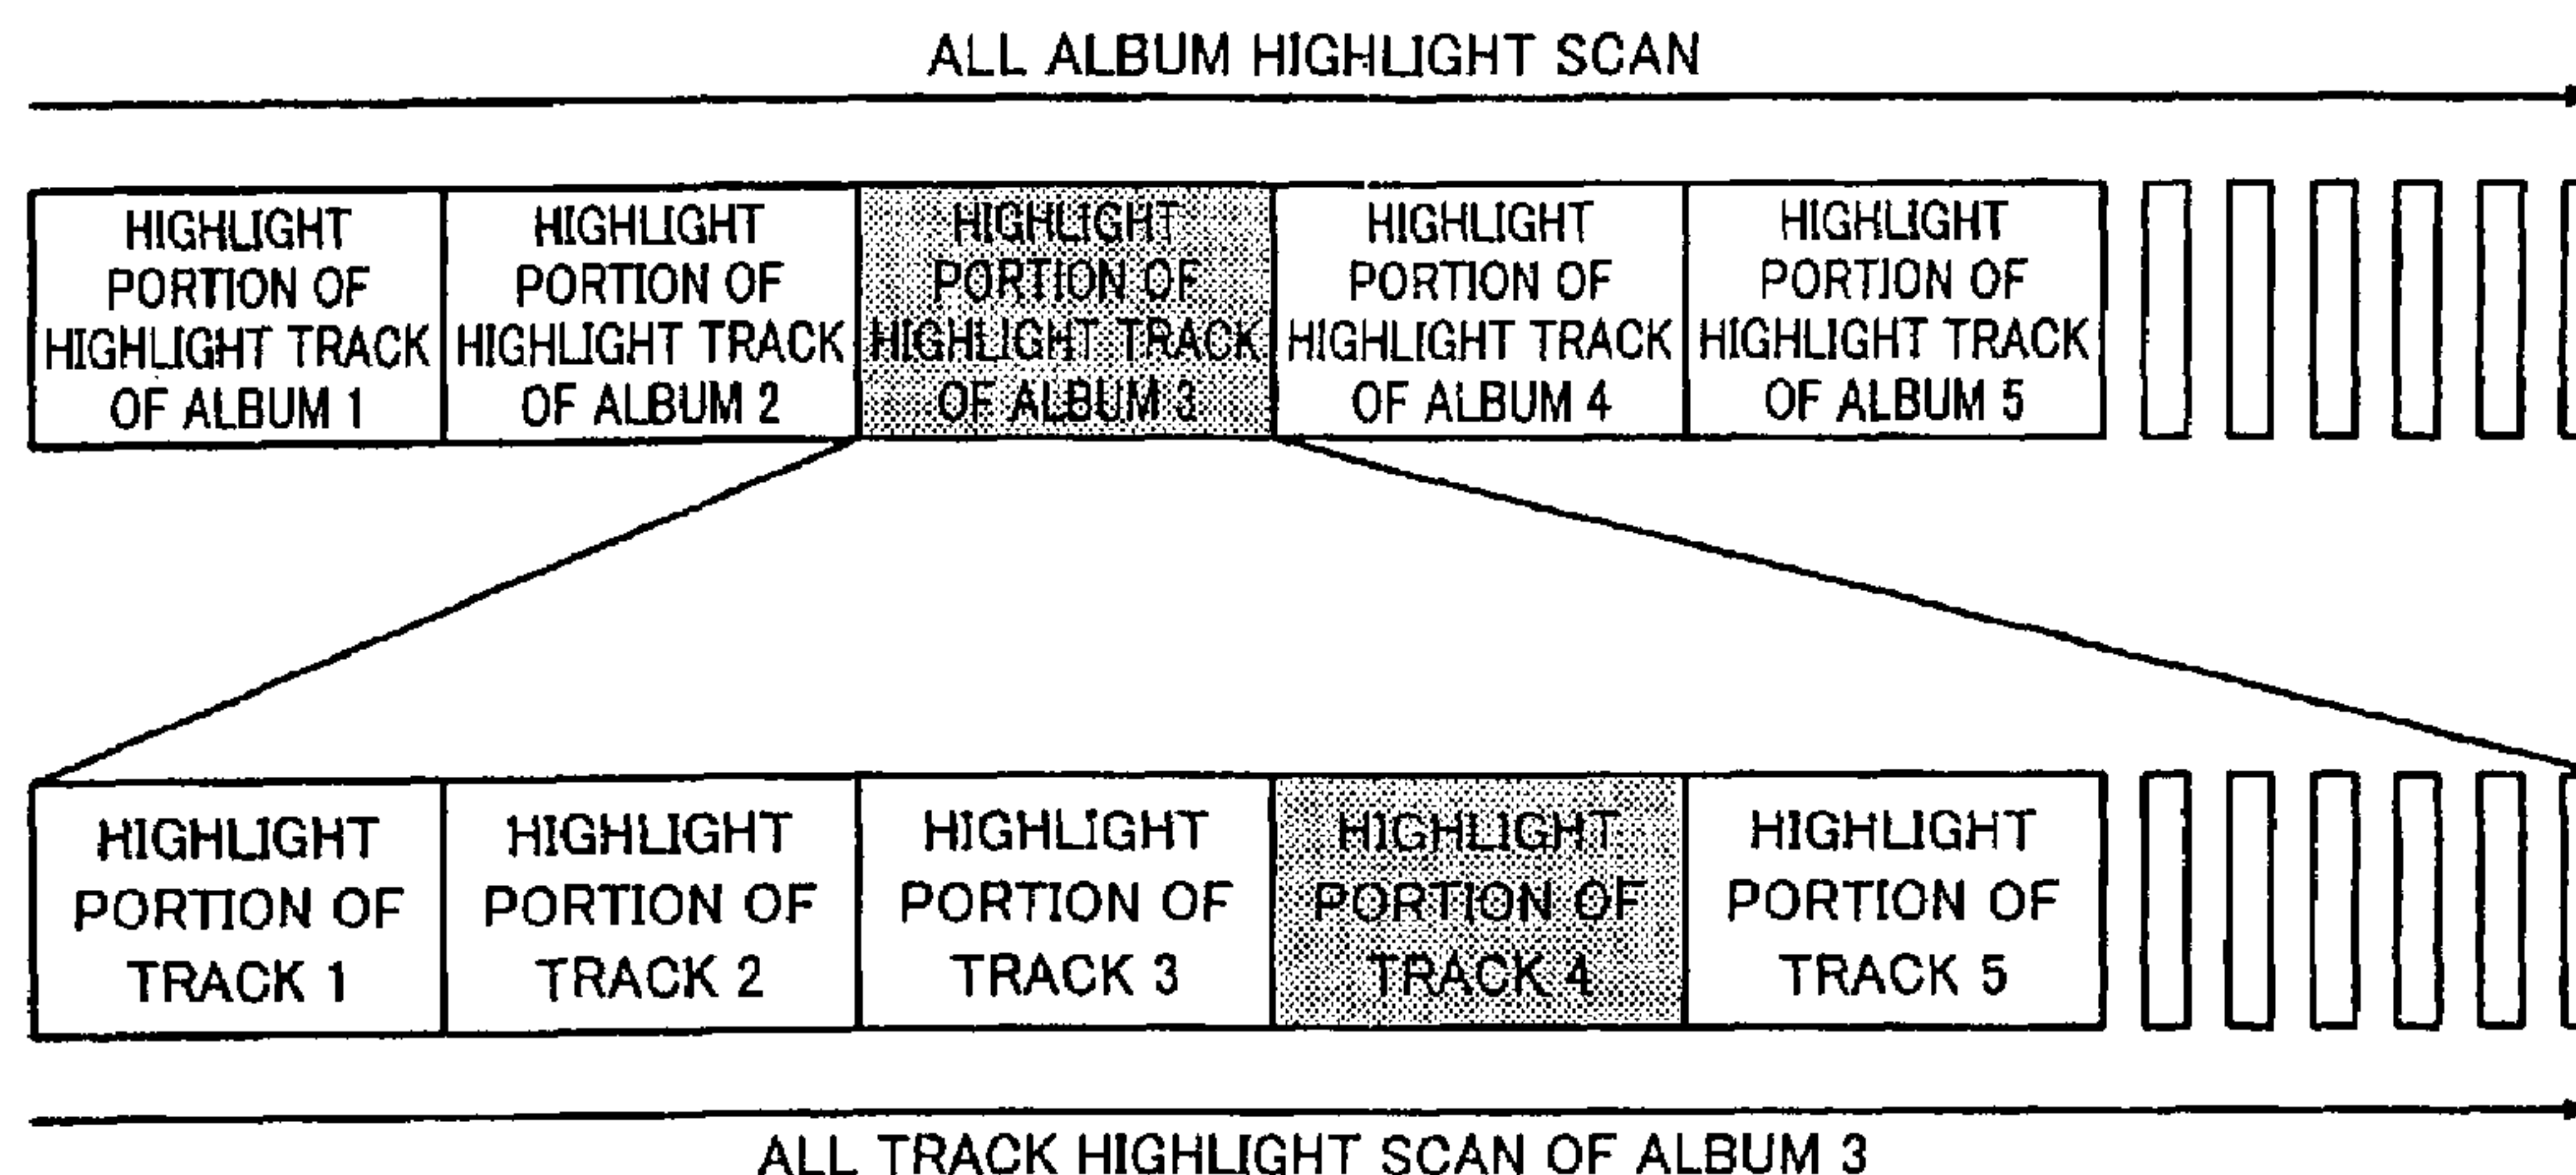 ALL ALBUM HIGHLIGHT SCAN
HIGHLIGHT
PORTION OF
HIGHLIGHT TRACK
OF ALBUM 1
HIGHLIGHT
PORTION OF
HIGHLIGHT TRACK
OF ALBUM 2
HIGHLIGHT
PORTION OF
HIGHLIGHT TRACK
OF ALBUM 3
HIGHLIGHT
PORTION OF
HIGHLIGHT TRACK
OF ALBUM 4
HIGHLIGHT
PORTION OF
HIGHLIGHT TRACK
OF ALBUM 5
HIGHLIGHT
PORTION OF
TRACK 1
HIGHLIGHT
PORTION OF
TRACK 2
HIGHLIGHT
PORTION OF
TRACK 3
HIGHLIGHT
PORTION OF
TRACK 4
HIGHLIGHT
PORTION OF
TRACK 5
ALL TRACK HIGHLIGHT SCAN OF ALBUM 3